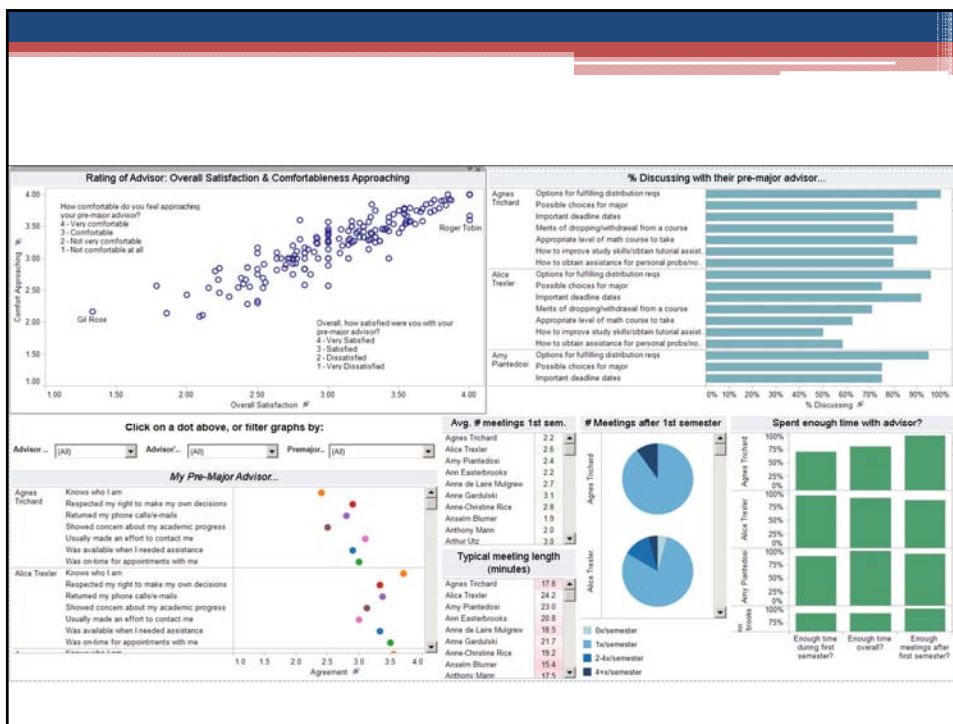 Rating of Advisor: Overall Satisfaction & Comfortableness Approaching
4.00
3.50
3.00
2.50
2.00
1.50
1.00
Comfort Approaching
How comfortable do you feel approaching
your pre-major advisor?
4 - Very comfortable
3 - Comfortable
2 - Not very comfortable
1 - Not comfortable at all
Roger Tobin
Gil Rose
Overall, how satisfied were you with your
pre-major advisor?
4 - Very Satisfied
3 - Satisfied
2 - Dissatisfied
1 - Very Dissatisfied
1.00 1.50 2.00 2.50 3.00 3.50 4.00
Overall Satisfaction
% Discussing with their pre-major advisor...
Agnes
Trichard
Options for fulfilling distribution reqs
Possible choices for major
Important deadline dates
Merits of dropping/withdrawal from a course
Appropriate level of math course to take
How to improve study skills/obtain tutorial assist..
How to obtain assistance for personal probs/no..
Alice
Trexler
Options for fulfilling distribution reqs
Possible choices for major
Important deadline dates
Merits of dropping/withdrawal from a course
Appropriate level of math course to take
How to improve study skills/obtain tutorial assist..
How to obtain assistance for personal probs/no..
Amy
Piantedosi
Options for fulfilling distribution reqs
Possible choices for major
Important deadline dates
0% 10% 20% 30% 40% 50% 60% 70% 80% 90% 100%
% Discussing
Click on a dot above, or filter graphs by:
Advisor .. (All) Advisor'.. (All) Premajor.. (All)
My Pre-Major Advisor...
Agnes
Trichard
Knows who I am
Respected my right to make my own decisions
Returned my phone calls/e-mails
Showed concern about my academic progress
Usually made an effort to contact me
Was available when I needed assistance
Was on-time for appointments with me
Alice Trexler
Knows who I am
Respected my right to make my own decisions
Returned my phone calls/e-mails
Showed concern about my academic progress
Usually made an effort to contact me
Was available when I needed assistance
Was on-time for appointments with me
Knows who I am
1.0 1.5 2.0 2.5 3.0 3.5 4.0
Agreement
Avg. # meetings 1st sem.
Agnes Trichard 2.2
Alice Trexler 2.6
Amy Piantedosi 2.4
Ann Easterbrooks 2.2
Anne de Laire Mulgrew 2.7
Anne Gardulski 3.1
Anne-Christine Rice 2.8
Anselm Blumer 1.9
Anthony Mann 2.0
Arthur Utz 3.0
Typical meeting length
(minutes)
Agnes Trichard 17.8
Alice Trexler 24.2
Amy Piantedosi 23.0
Ann Easterbrooks 20.8
Anne de Laire Mulgrew 18.5
Anne Gardulski 21.7
Anne-Christine Rice 19.2
Anselm Blumer 15.4
Anthony Mann 17.5
# Meetings after 1st semester
Agnes Trichard
Alice Trexler
0x/semester
1x/semester
2-4x/semester
4+x/semester
Spent enough time with advisor?
Agnes Trichard
100%
75%
50%
25%
0%
Alice Trexler
100%
75%
50%
25%
0%
Amy Piantedosi
100%
75%
50%
25%
0%
100%
75%
Enough time
during first
semester?
Enough time
overall?
Enough
meetings after
first semester?